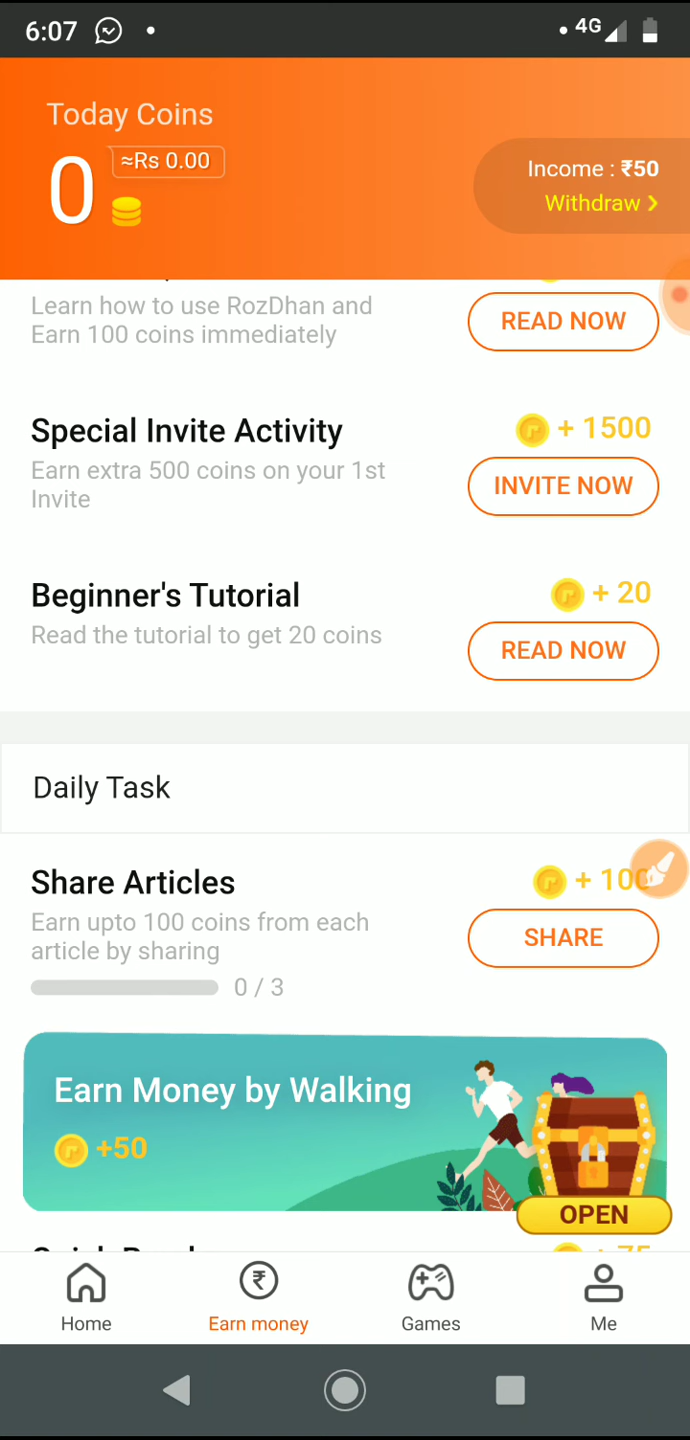 6:07
4G
Today Coins
0 ≈Rs 0.00
Income : ₹50
Withdraw
Learn how to use RozDhan and
Earn 100 coins immediately
READ NOW
Special Invite Activity
+ 1500
Earn extra 500 coins on your 1st
Invite
INVITE NOW
Beginner's Tutorial
+ 20
Read the tutorial to get 20 coins
READ NOW
Daily Task
Share Articles
+ 100
Earn upto 100 coins from each
article by sharing
SHARE
0 / 3
Earn Money by Walking
+50
OPEN
Home
Earn money
Games
Me